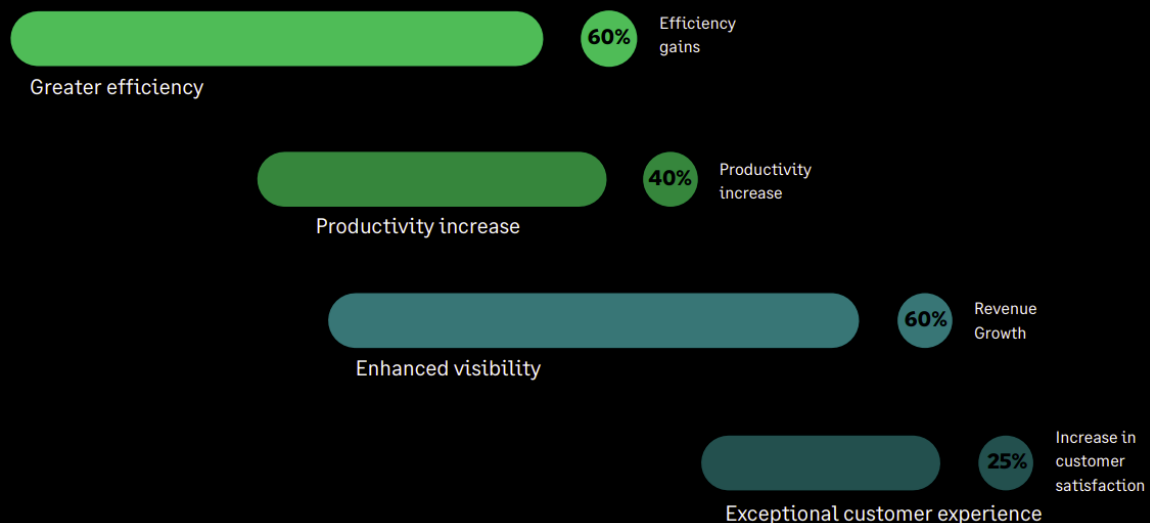 60%
Efficiency
gains
Greater efficiency
40%
Productivity
increase
Productivity increase
60%
Revenue
Growth
Enhanced visibility
25%
Increase in
customer
satisfaction
Exceptional customer experience